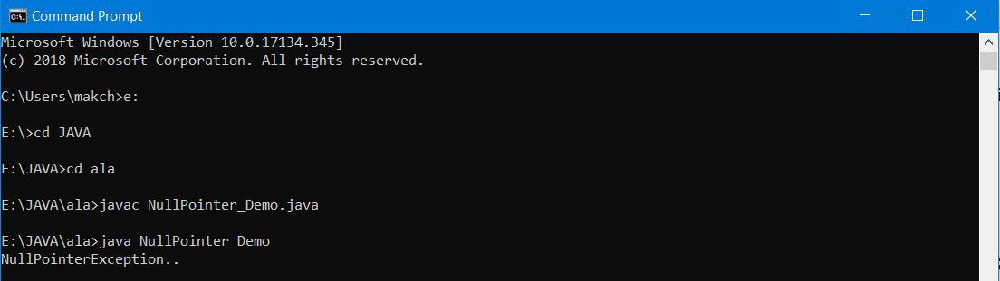 Command Prompt
Microsoft Windows [Version 10.0.17134.345]
(c) 2018 Microsoft Corporation. All rights reserved.
C:\Users\makch>e:
E:\>cd JAVA
E:\JAVA>cd ala
E:\JAVA\ala>javac NullPointer_Demo.java
E:\JAVA\ala>java NullPointer_Demo
NullPointerException..